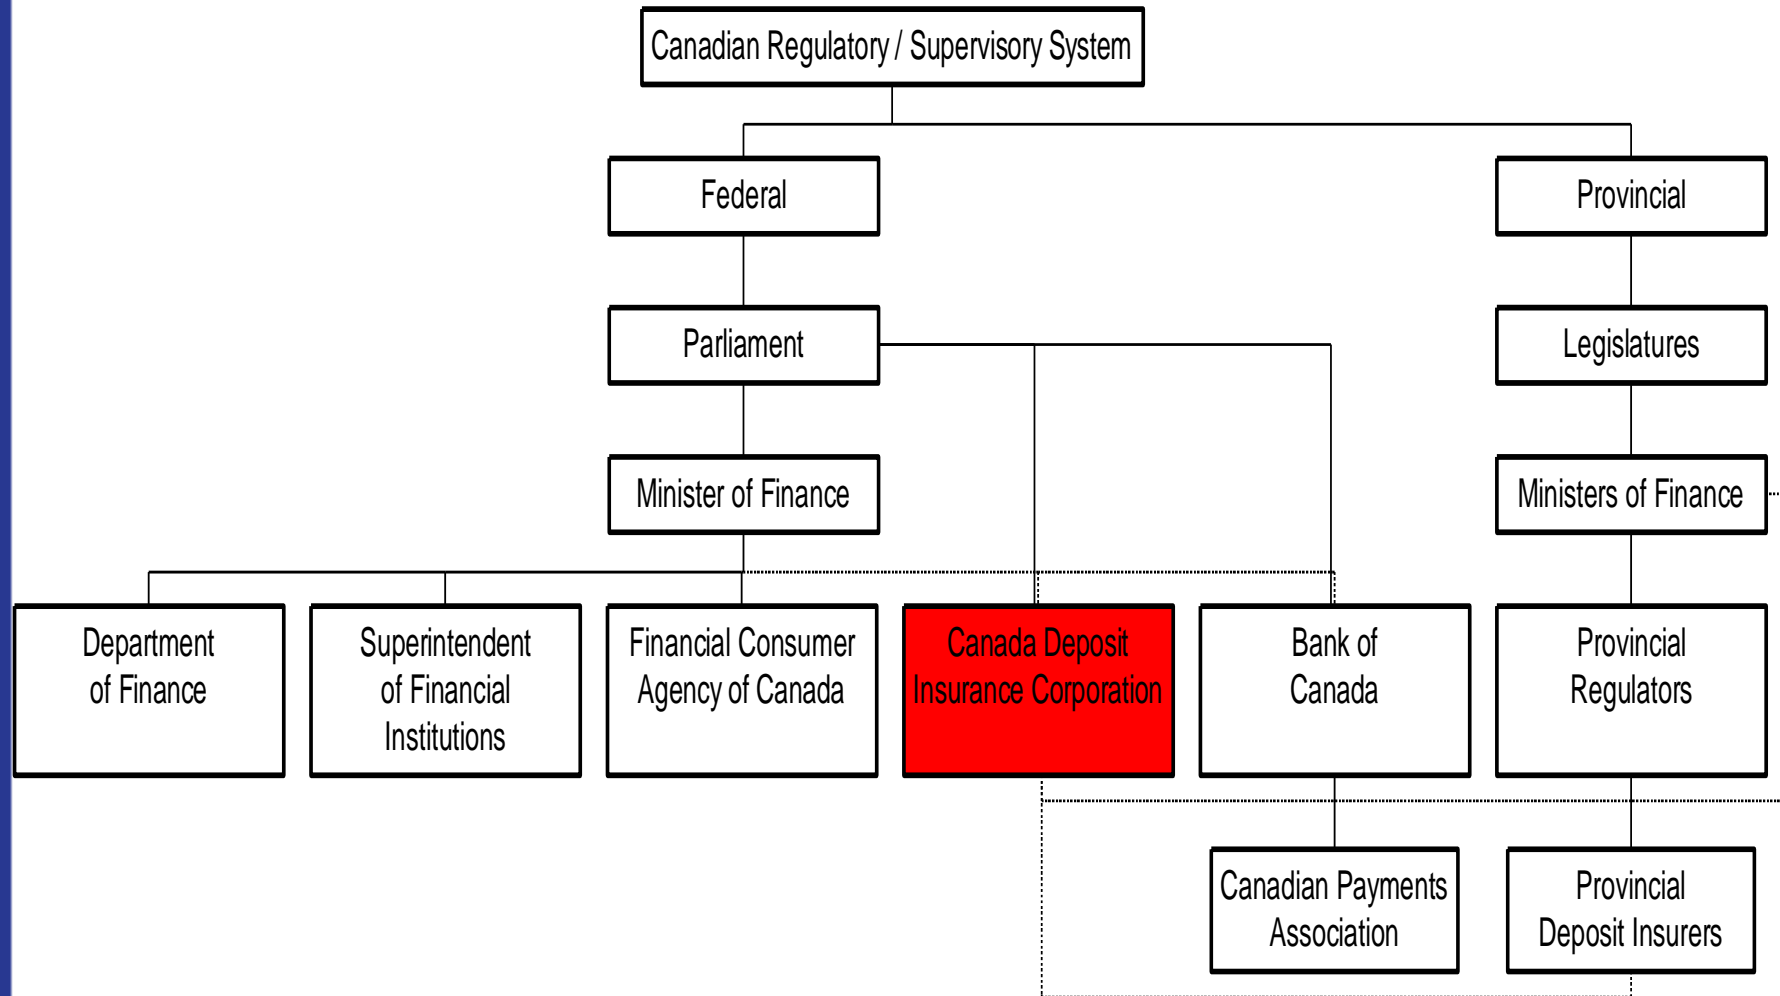 Canadian Regulatory / Supervisory System
Federal
Provincial
Parliament
Legislatures
Minister of Finance
Ministers of Finance
Department
of Finance
Superintendent
of Financial
Institutions
Financial Consumer
Agency of Canada
Canada Deposit
Insurance Corporation
Bank of
Canada
Provincial
Regulators
Canadian Payments
Association
Provincial
Deposit Insurers